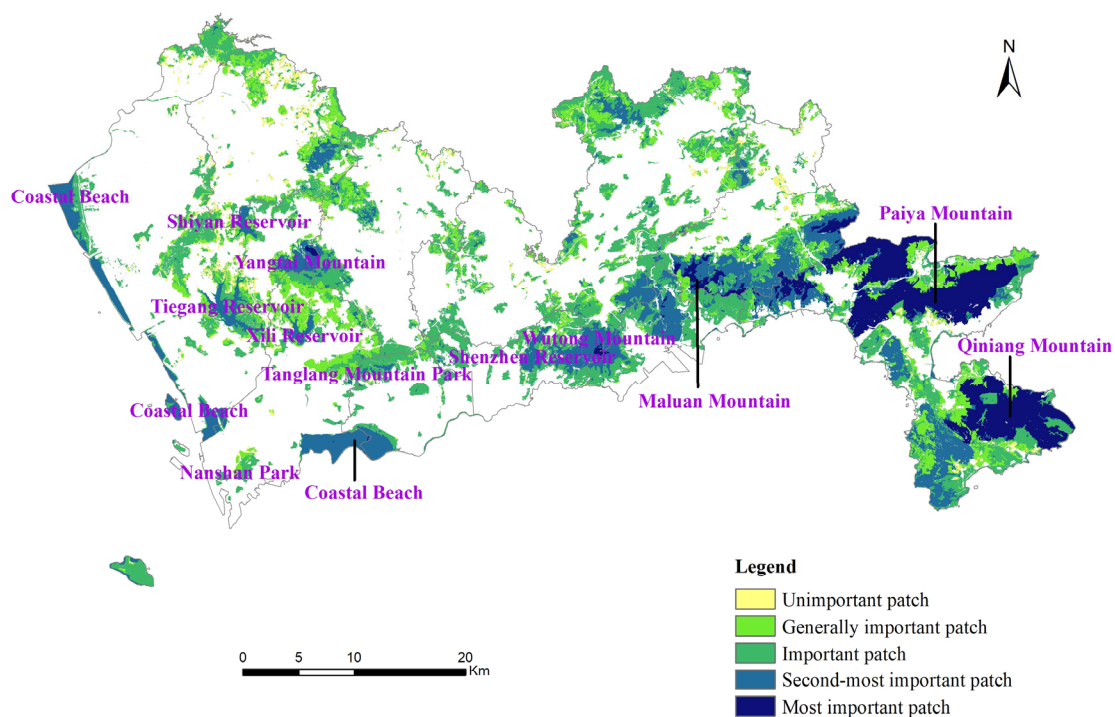 N
Coastal Beach
Shiyan Reservoir
Paiya Mountain
Yangtai Mountain
Tiegang Reservoir
Xili Reservoir
Wutong Mountain
Shenzhen Reservoir
Qiniang Mountain
Tanglang Mountain Park
Maluan Mountain
Coastal Beach
Nanshan Park
Coastal Beach
Legend
Unimportant patch
Generally important patch
Important patch
Second-most important patch
Most important patch
0 5 10 20
Km